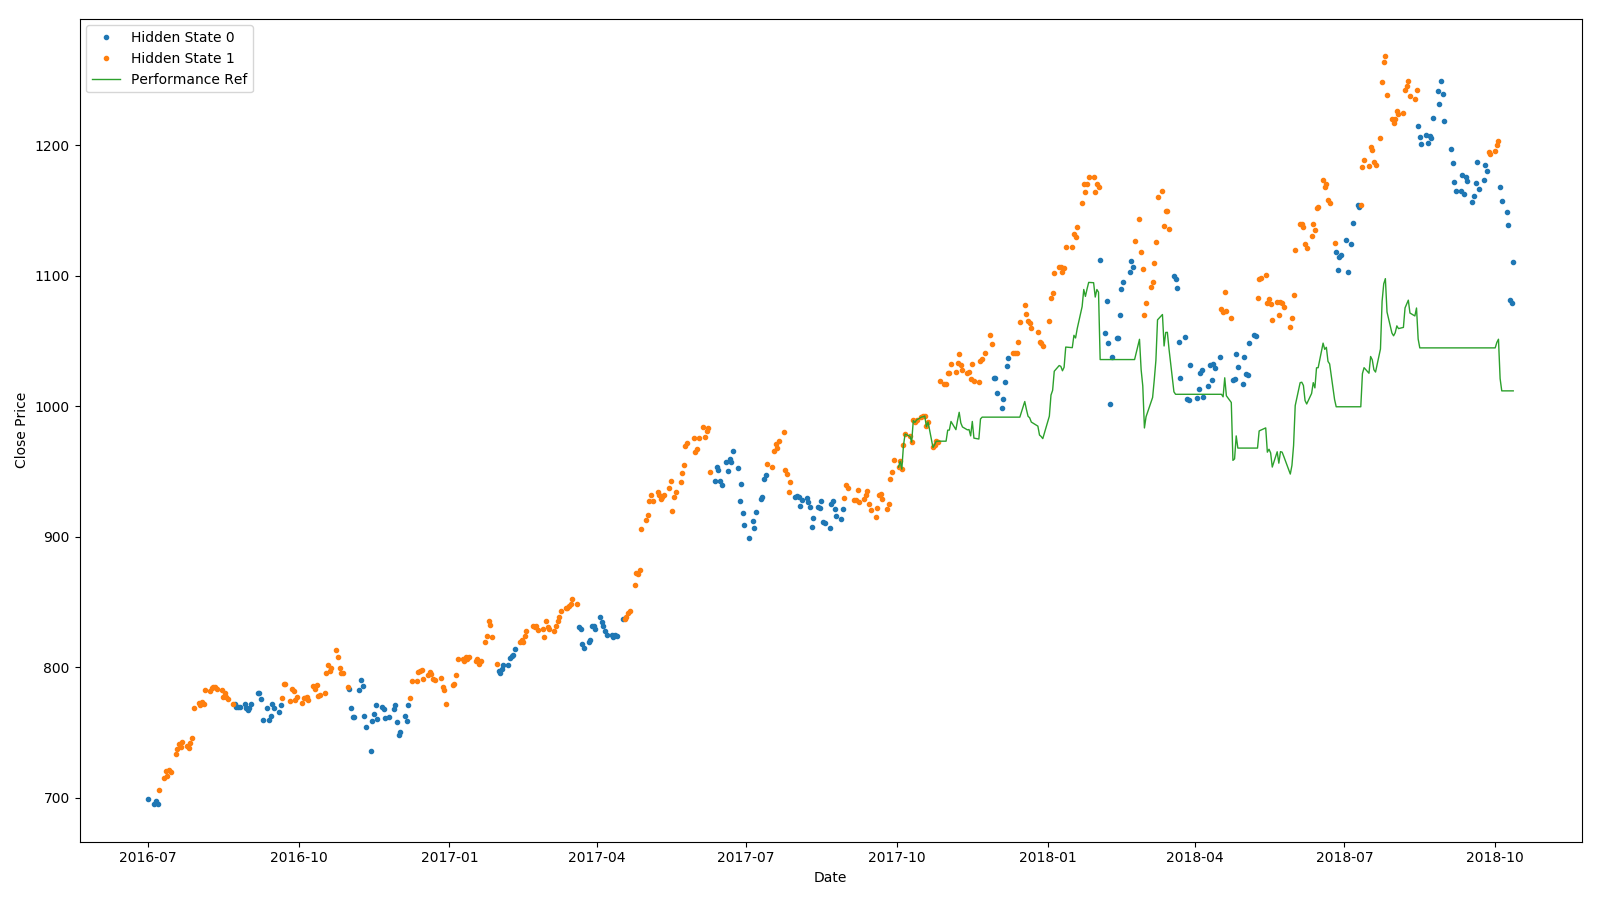 Hidden State 0
Hidden State 1
Performance Ref
Close Price
1200
1100
1000
900
800
700
2016-07 2016-10 2017-01 2017-04 2017-07 2017-10 2018-01 2018-04 2018-07 2018-10
Date